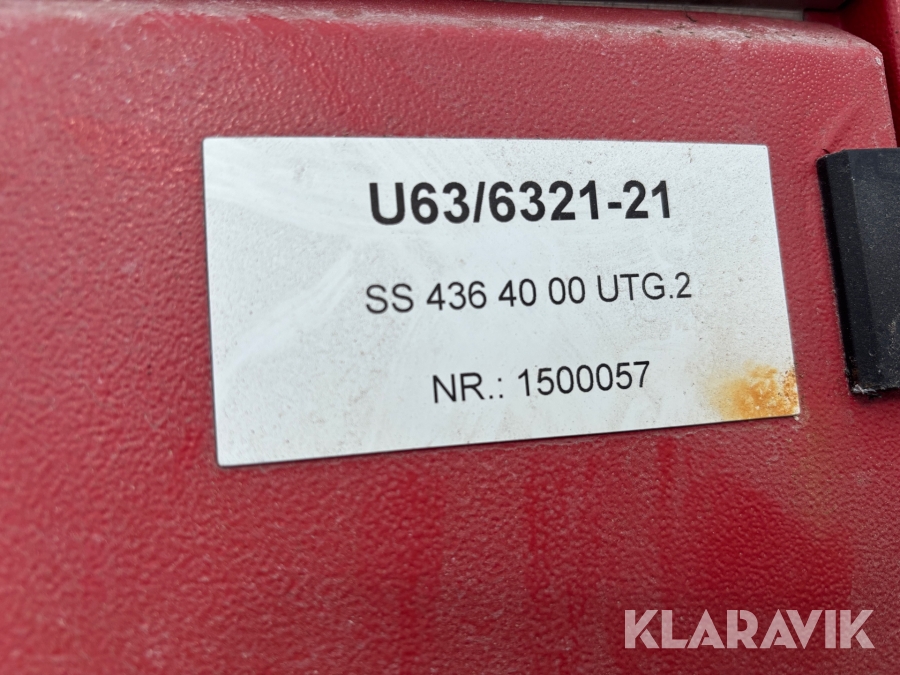 U63/6321-21
SS 436 40 00 UTG.2
NR.: 1500057
KLARAVIK